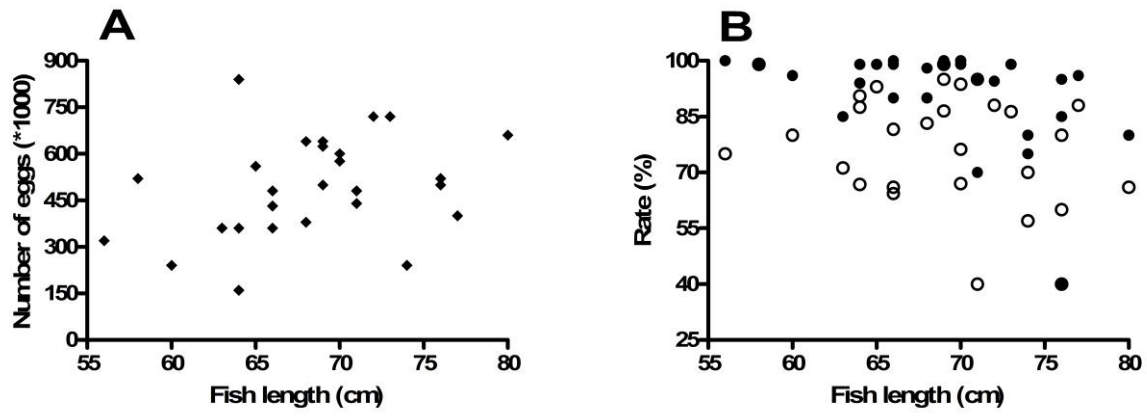 A
Number of eggs (*1000)
900
750
600
450
300
150
0
55 60 65 70 75 80
Fish length (cm)
B
Rate (%)
100
85
70
55
40
25
55 60 65 70 75 80
Fish length (cm)